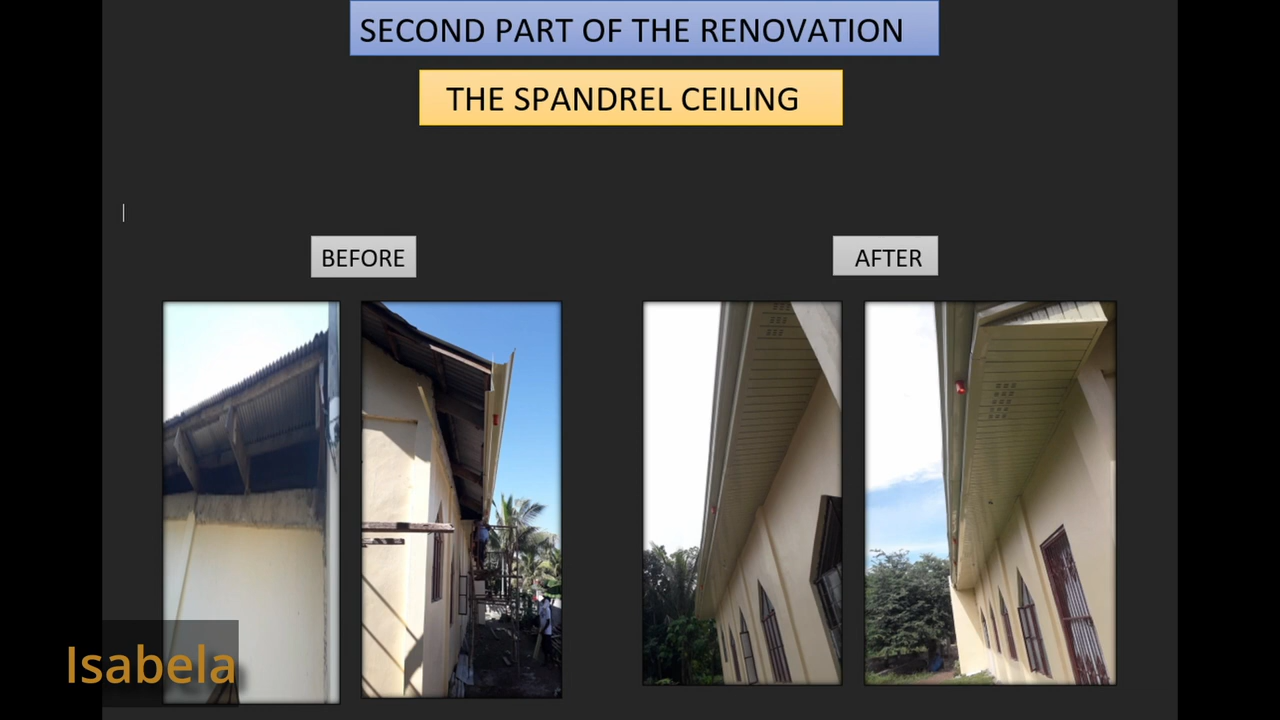 SECOND PART OF THE RENOVATION
THE SPANDREL CEILING
BEFORE
AFTER
Isabela